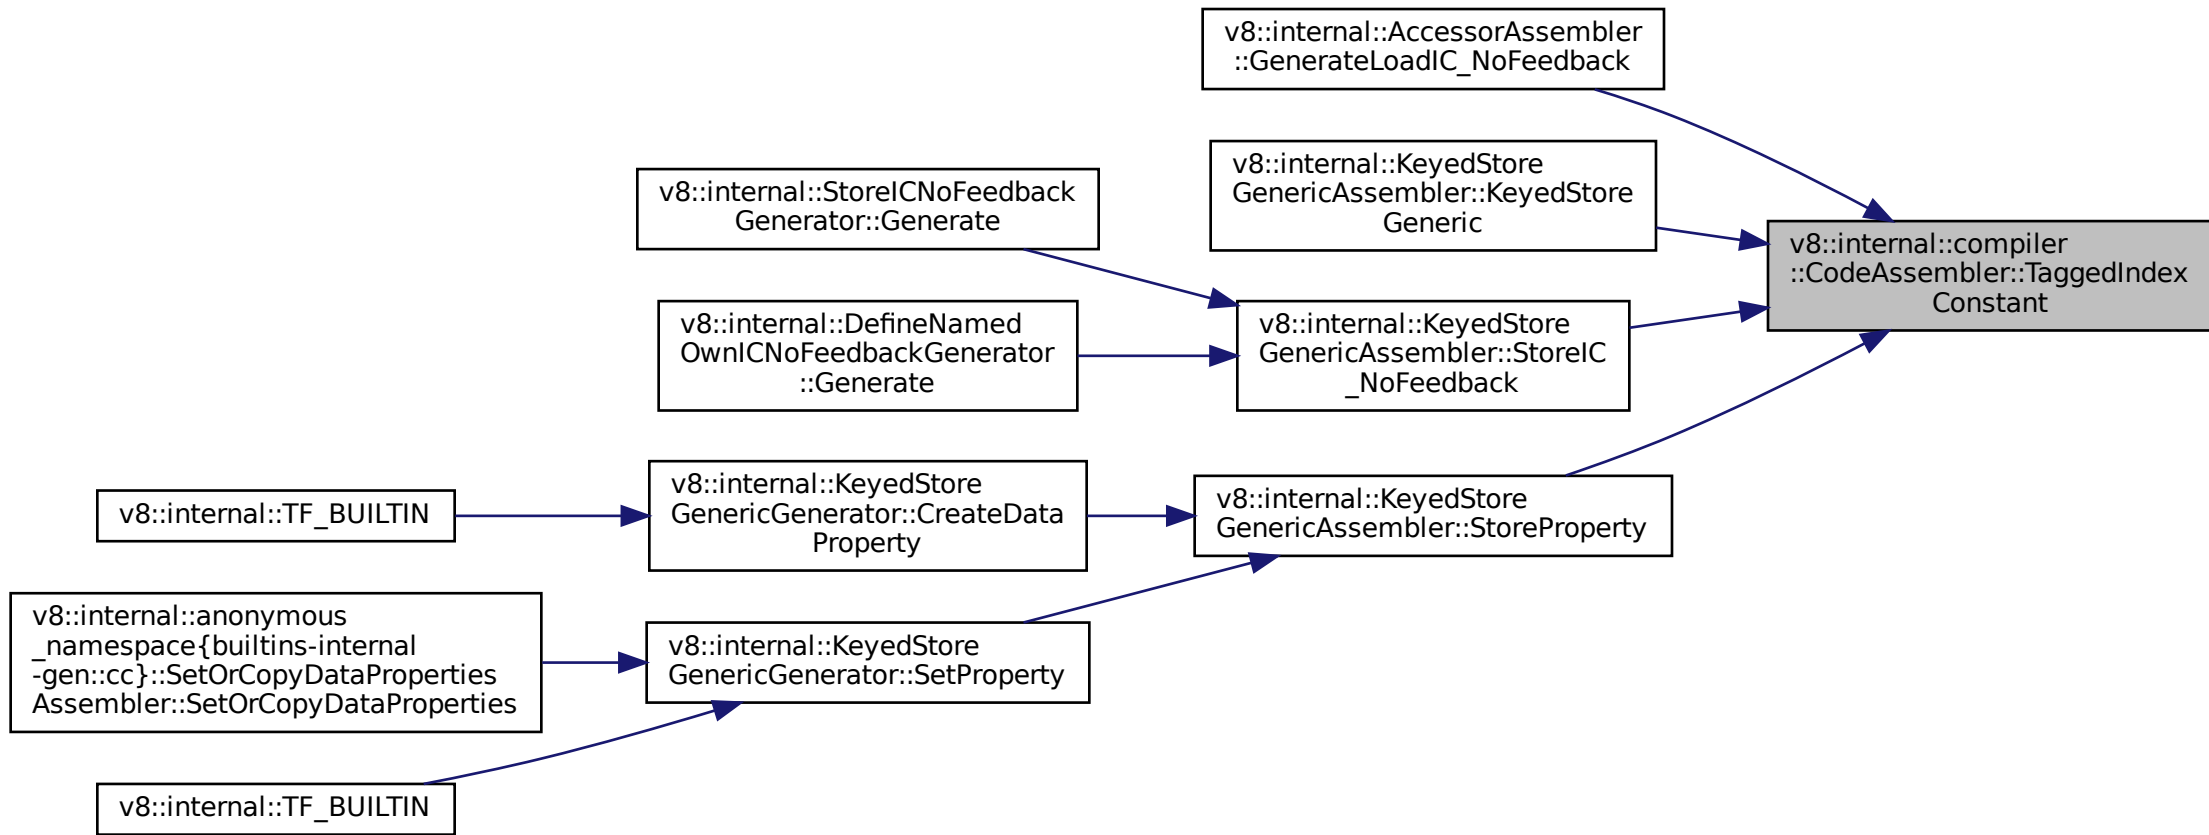 v8::internal::AccessorAssembler
::GenerateLoadIC_NoFeedback
v8::internal::KeyedStore
GenericAssembler::KeyedStore
Generic
v8::internal::StoreICNoFeedback
Generator::Generate
v8::internal::compiler
::CodeAssembler::TaggedIndex
Constant
v8::internal::DefineNamed
OwnICNoFeedbackGenerator
::Generate
v8::internal::KeyedStore
GenericAssembler::StoreIC
_NoFeedback
v8::internal::TF_BUILTIN
v8::internal::KeyedStore
GenericGenerator::CreateData
Property
v8::internal::KeyedStore
GenericAssembler::StoreProperty
v8::internal::anonymous
_namespace{builtins-internal
-gen::cc}::SetOrCopyDataProperties
Assembler::SetOrCopyDataProperties
v8::internal::KeyedStore
GenericGenerator::SetProperty
v8::internal::TF_BUILTIN